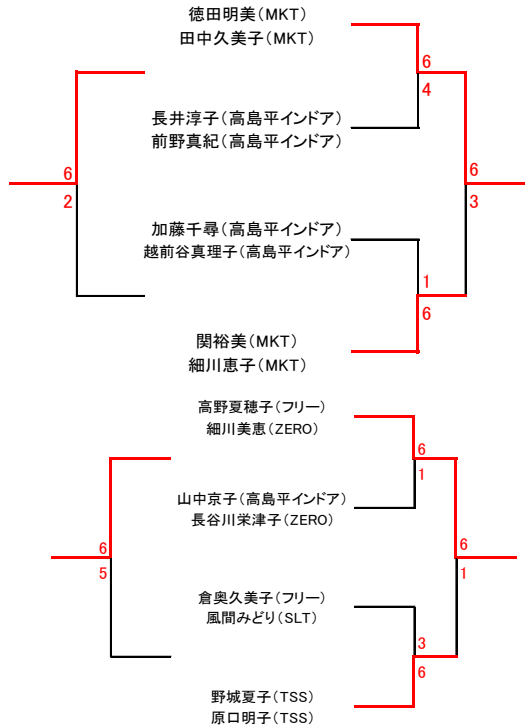 徳田明美(MKT)
田中久美子(MKT)
6
4
長井淳子(高島平インドア)
前野真紀(高島平インドア)
6
2
6
3
加藤千尋(高島平インドア)
越前谷真理子(高島平インドア)
1
6
関裕美(MKT)
細川恵子(MKT)
高野夏穂子(フリー)
細川美恵(ZERO)
6
1
山中京子(高島平インドア)
長谷川栄津子(ZERO)
6
5
6
1
倉奥久美子(フリー)
風間みどり(SLT)
3
6
野城夏子(TSS)
原口明子(TSS)